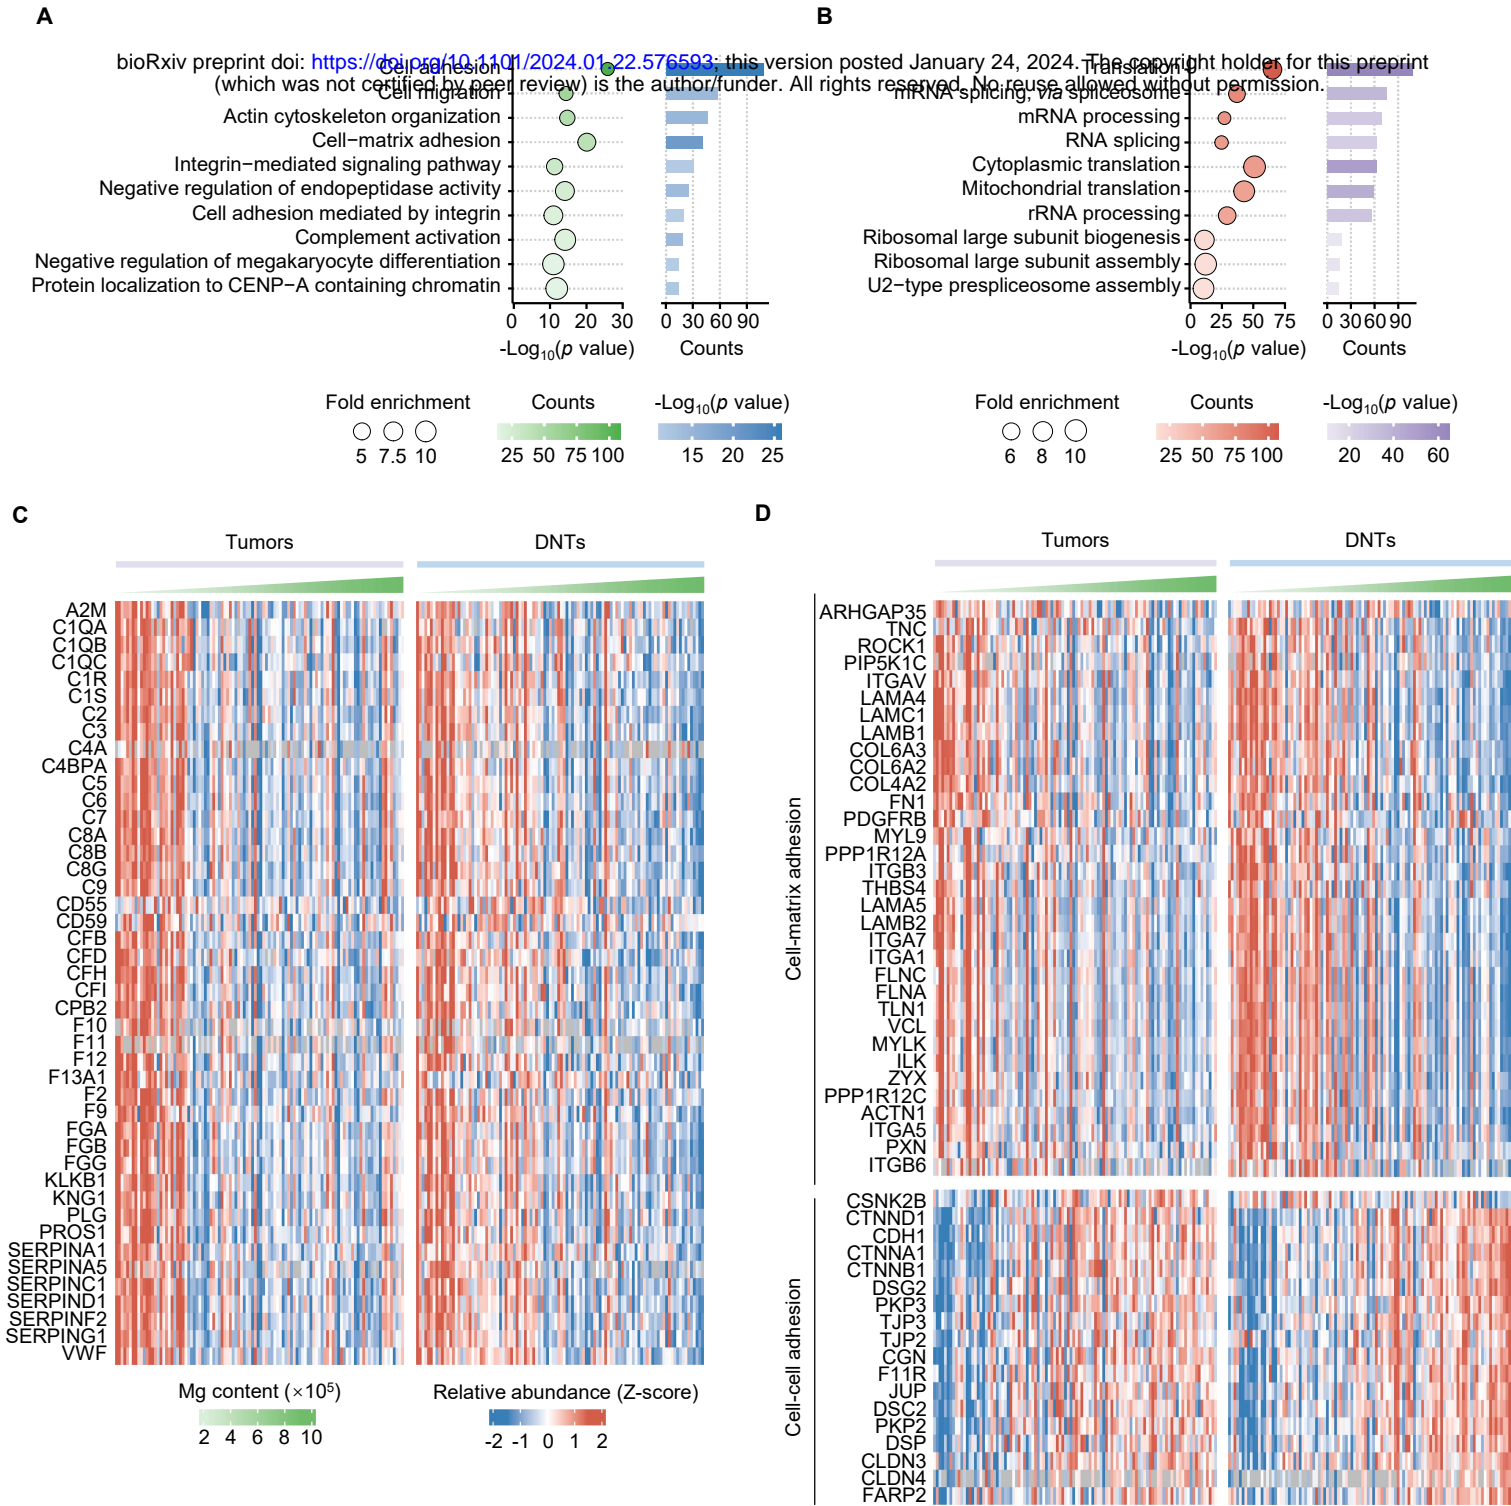 A
B
bioRxiv preprint doi: https://doi.org/10.1101/2024.01.22.576593; this version posted January 24, 2024. The copyright holder for this preprint
(which was not certified by peer review) is the author/funder. All rights reserved. No reuse allowed without permission.
Cell adhesion
Cell migration
Actin cytoskeleton organization
Cell−matrix adhesion
Integrin−mediated signaling pathway
Negative regulation of endopeptidase activity
Cell adhesion mediated by integrin
Complement activation
Negative regulation of megakaryocyte differentiation
Protein localization to CENP−A containing chromatin
0 10 20 30
-Log10(p value)
0 30 60 90
Counts
Fold enrichment
5 7.5 10
Counts
25 50 75 100
-Log10(p value)
15 20 25
Translation
mRNA splicing, via spliceosome
mRNA processing
RNA splicing
Cytoplasmic translation
Mitochondrial translation
rRNA processing
Ribosomal large subunit biogenesis
Ribosomal large subunit assembly
U2−type prespliceosome assembly
0 25 50 75
-Log10(p value)
0 30 60 90
Counts
Fold enrichment
6 8 10
Counts
25 50 75 100
-Log10(p value)
20 40 60
C
Tumors
DNTs
A2M
C1QA
C1QB
C1QC
C1R
C1S
C2
C3
C4A
C4BPA
C5
C6
C7
C8A
C8B
C8G
C9
CD55
CD59
CFB
CFD
CFH
CFI
CPB2
F10
F11
F12
F13A1
F2
F9
FGA
FGB
FGG
KLKB1
KNG1
PLG
PROS1
SERPINA1
SERPINA5
SERPINC1
SERPIND1
SERPINF2
SERPING1
VWF
Mg content (×10⁵)
2 4 6 8 10
Relative abundance (Z-score)
-2 -1 0 1 2
D
Tumors
DNTs
Cell-matrix adhesion
ARHGAP35
TNC
ROCK1
PIP5K1C
ITGAV
LAMA4
LAMC1
LAMB1
COL6A3
COL6A2
COL4A2
FN1
PDGFRB
MYL9
PPP1R12A
ITGB3
THBS4
LAMA5
LAMB2
ITGA7
ITGA1
FLNC
FLNA
TLN1
VCL
MYLK
ILK
ZYX
PPP1R12C
ACTN1
ITGA5
PXN
ITGB6
Cell-cell adhesion
CSNK2B
CTNND1
CDH1
CTNNA1
CTNNB1
DSG2
PKP3
TJP3
TJP2
CGN
F11R
JUP
DSC2
PKP2
DSP
CLDN3
CLDN4
FARP2